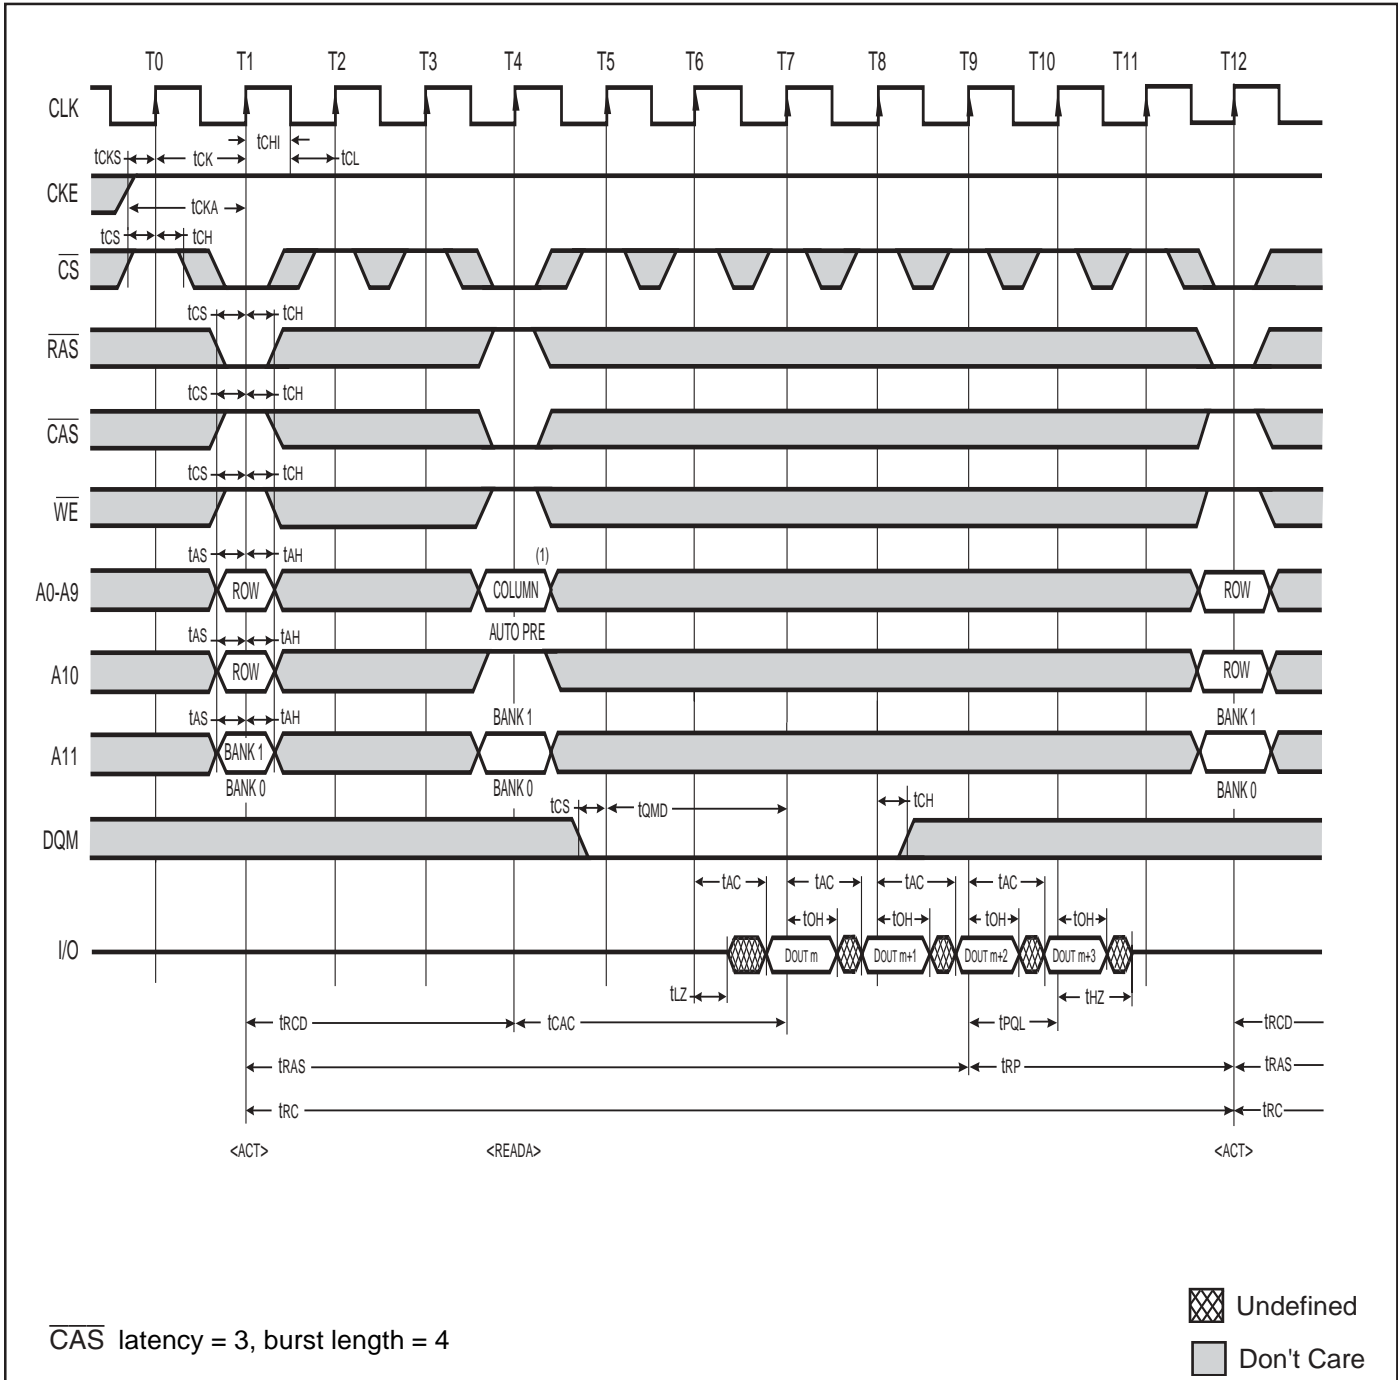 T0 T1 T2 T3 T4 T5 T6 T7 T8 T9 T10 T11 T12
CLK
tCHI
tCKS tCK tCL
CKE
tCKA
tCS tCH
CS
tCS tCH
RAS
tCS tCH
CAS
tCS tCH
WE
tAS tAH (1)
A0-A9 ROW COLUMN ROW
tAS tAH AUTO PRE
A10 ROW ROW
tAS tAH BANK 1 BANK 1
A11 BANK 1
BANK 0 BANK 0 BANK 0
tCS tQMD tCH
DQM
tAC tAC tAC tAC
tOH tOH tOH tOH
I/O DOUT m DOUT m+1 DOUT m+2 DOUT m+3
tLZ tHZ
tRCD tCAC tPQL tRCD
tRAS tRP tRAS
tRC tRC
<ACT> <READA> <ACT>
Undefined
CAS latency = 3, burst length = 4
Don't Care